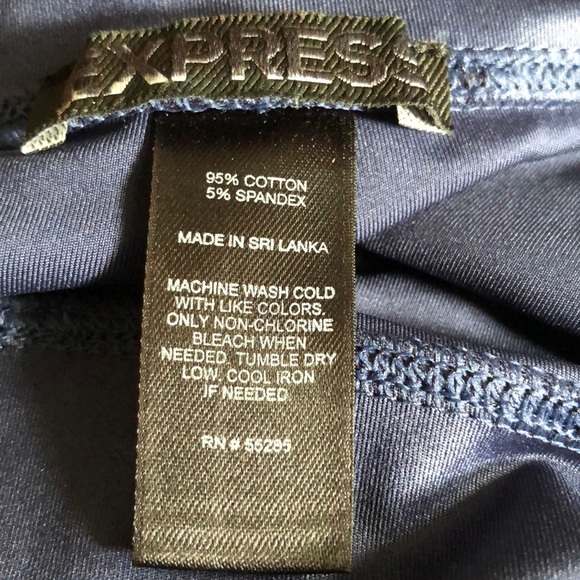 EXPRESS
95% COTTON
5% SPANDEX
MADE IN SRI LANKA
MACHINE WASH COLD
WITH LIKE COLORS,
ONLY NON-CHLORINE
BLEACH WHEN
NEEDED, TUMBLE DRY
LOW, COOL IRON
IF NEEDED
RN # 55285